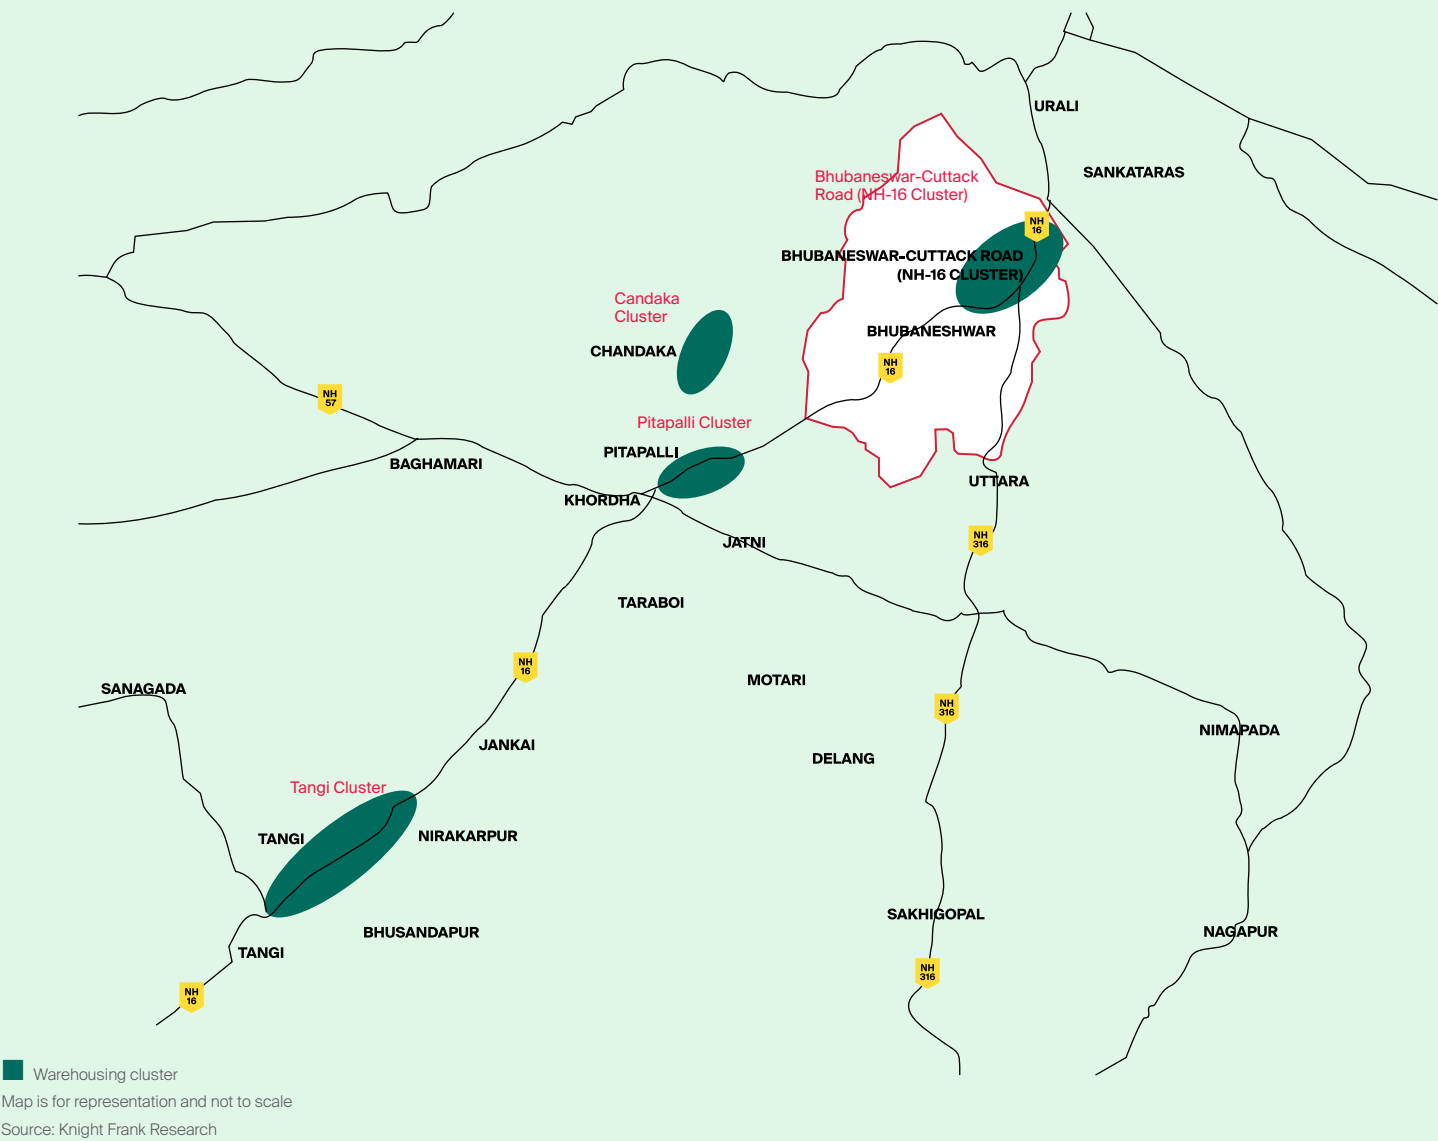 URALI
SANKATARAS
Bhubaneswar-Cuttack
Road (NH-16 Cluster)
NH
16
BHUBANESWAR-CUTTACK ROAD
(NH-16 CLUSTER)
Candaka
Cluster
CHANDAKA
BHUBANESHWAR
NH
16
NH
57
Pitapalli Cluster
PITAPALLI
BAGHAMARI
KHORDHA
UTTARA
JATNI
NH
316
TARABOI
NH
16
MOTARI
SANAGADA
NH
316
NIMAPADA
JANKAI
DELANG
Tangi Cluster
TANGI
NIRAKARPUR
SAKHIGOPAL
BHUSANDAPUR
NAGAPUR
TANGI
NH
316
NH
16
Warehousing cluster
Map is for representation and not to scale
Source: Knight Frank Research